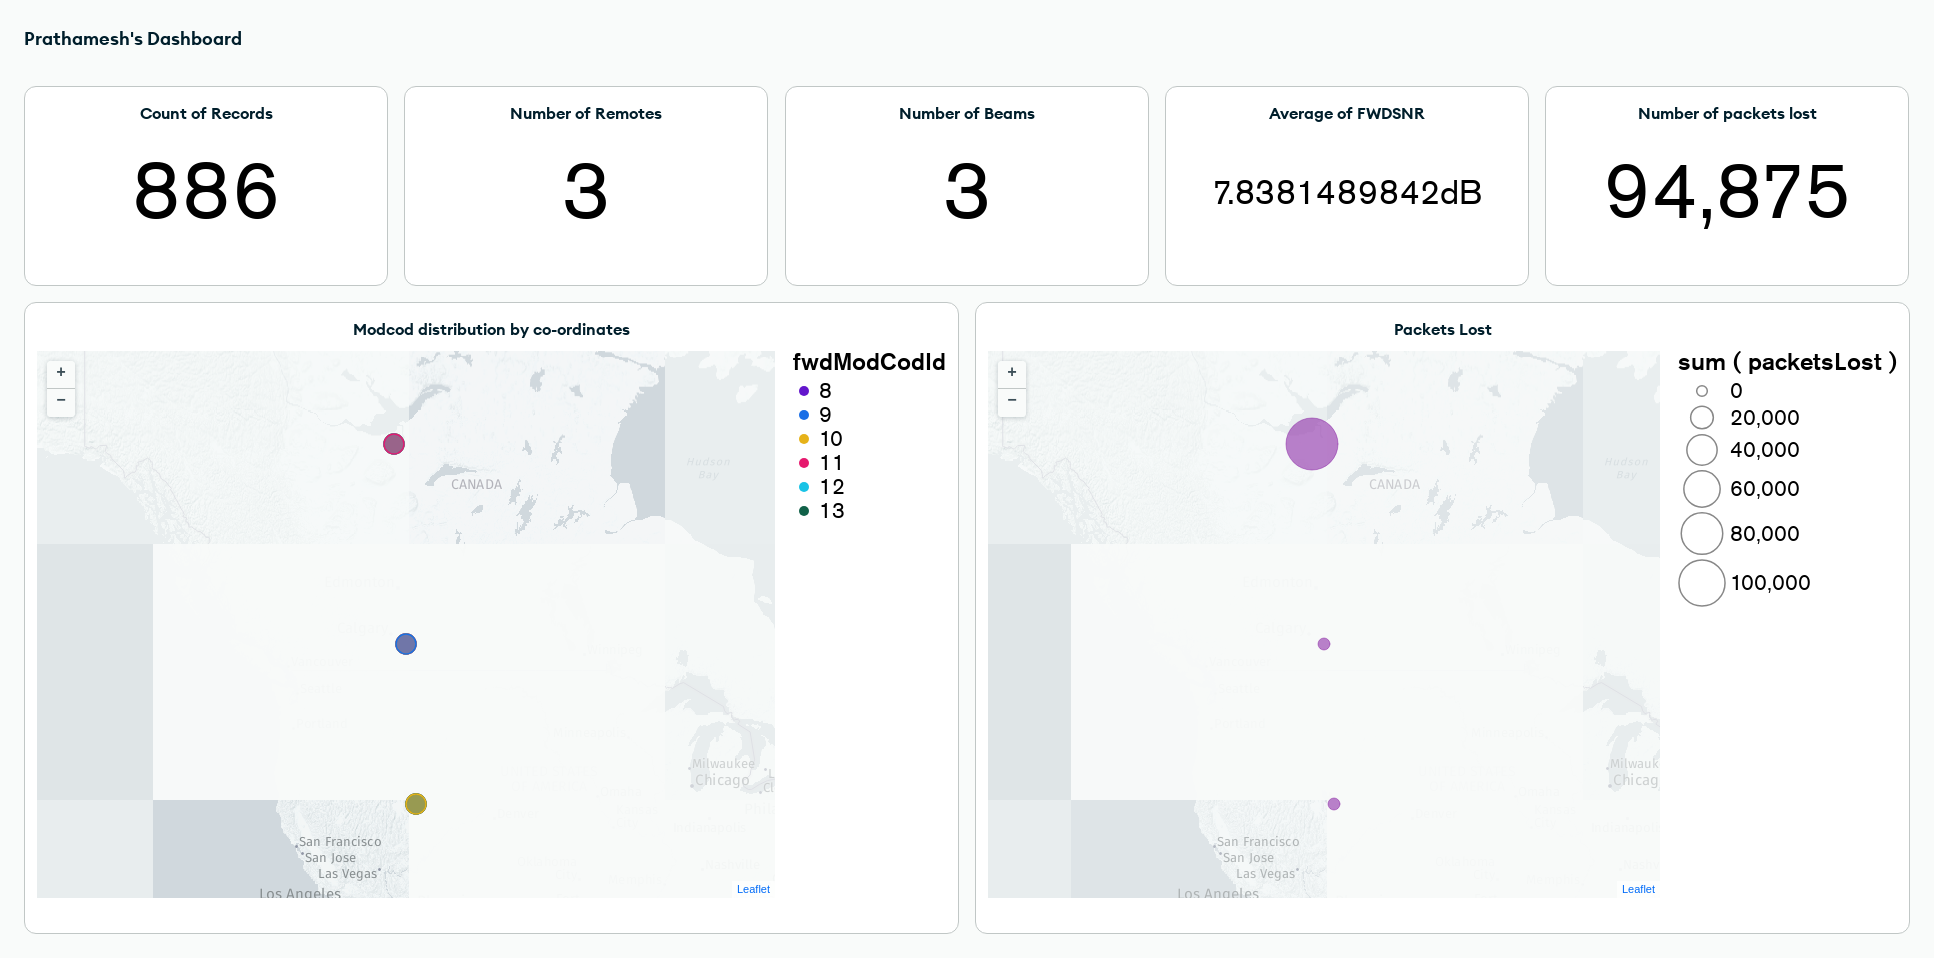 Prathamesh's Dashboard
Count of Records
886
Number of Remotes
3
Number of Beams
3
Average of FWDSNR
7.8381489842dB
Number of packets lost
94,875
Modcod distribution by co-ordinates
+
−
Hudson
Bay
CANADA
Milwaukee
Chicago
San Francisco
San Jose
Las Vegas
Los Angeles
Leaflet
fwdModCodId
8
9
10
11
12
13
Packets Lost
+
−
Hudson
Bay
CANADA
Milwauk
Chicag
San Francisco
San Jose
Las Vegas
Los Angeles
Leaflet
sum ( packetsLost )
0
20,000
40,000
60,000
80,000
100,000